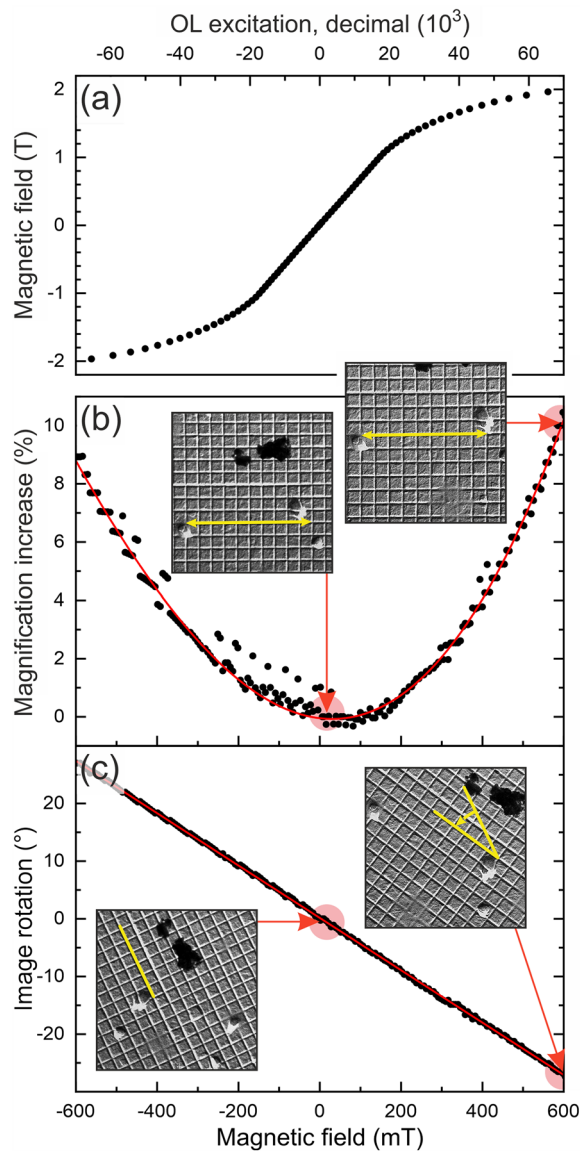 OL excitation, decimal (10³)
-60 -40 -20 0 20 40 60
(a)
Magnetic field (T)
2
1
0
-1
-2
(b)
Magnification increase (%)
10
8
6
4
2
0
(c)
Image rotation (°)
20
10
0
-10
-20
-600 -400 -200 0 200 400 600
Magnetic field (mT)